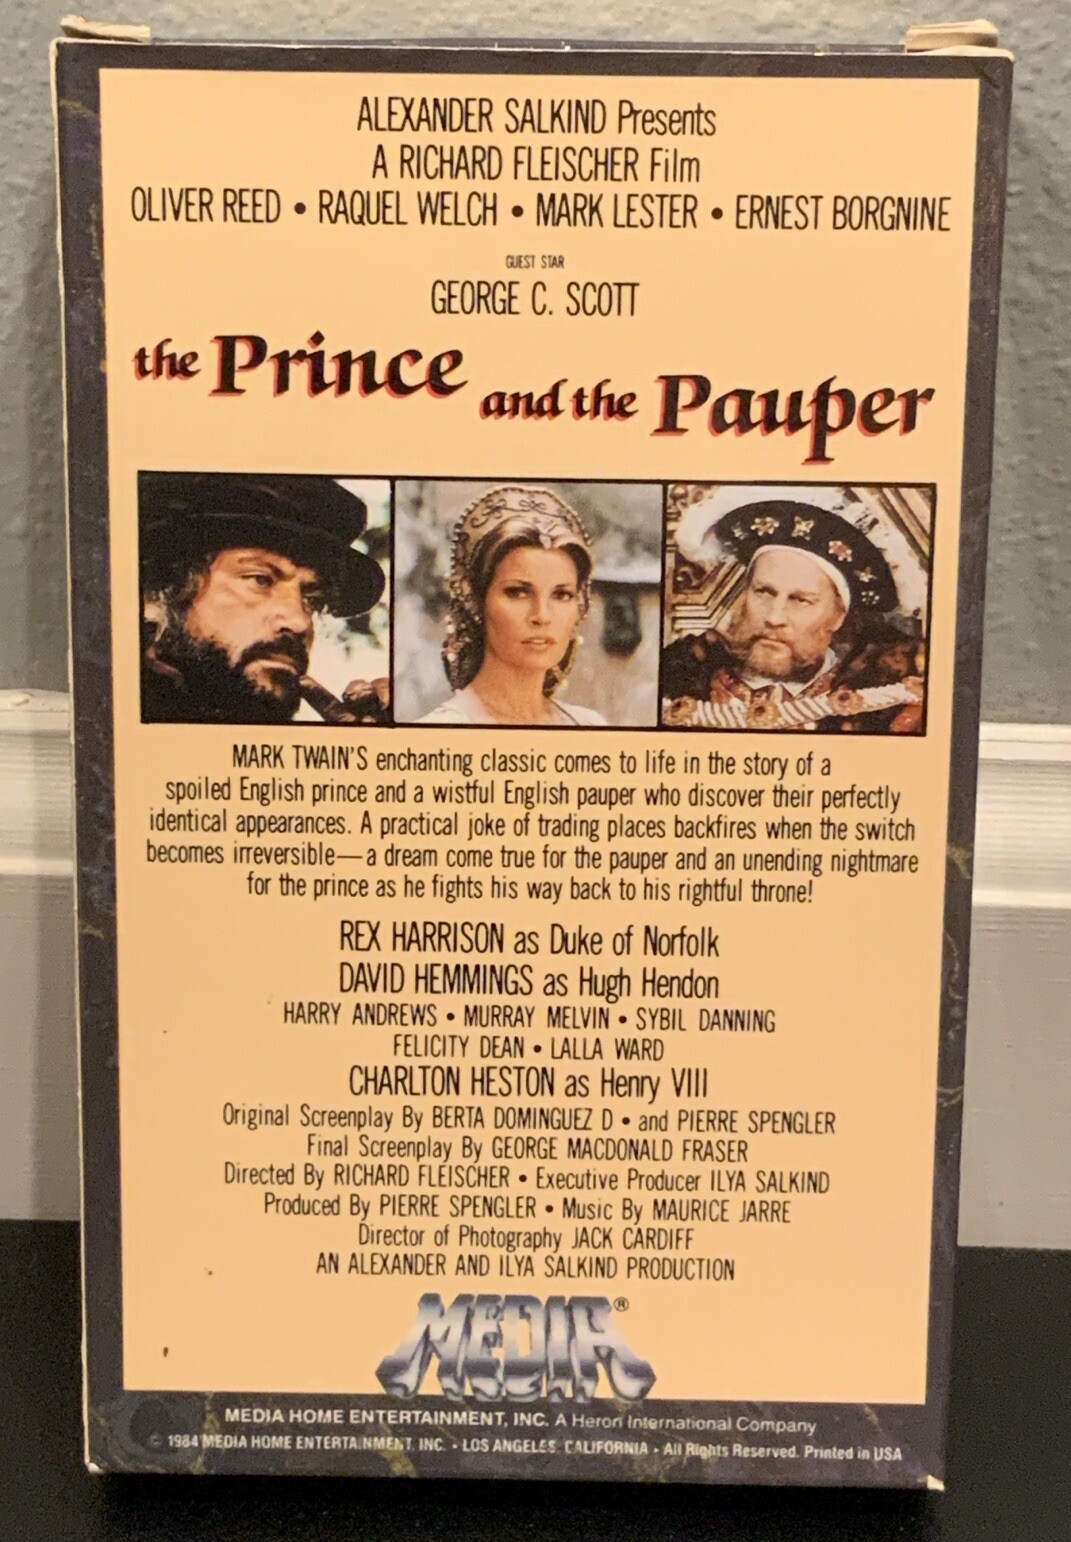 ALEXANDER SALKIND Presents
A RICHARD FLEISCHER Film
OLIVER REED • RAQUEL WELCH • MARK LESTER • ERNEST BORGNINE
GUEST STAR
GEORGE C. SCOTT
the Prince and the Pauper
MARK TWAIN'S enchanting classic comes to life in the story of a
spoiled English prince and a wistful English pauper who discover their perfectly
identical appearances. A practical joke of trading places backfires when the switch
becomes irreversible—a dream come true for the pauper and an unending nightmare
for the prince as he fights his way back to his rightful throne!
REX HARRISON as Duke of Norfolk
DAVID HEMMINGS as Hugh Hendon
HARRY ANDREWS • MURRAY MELVIN • SYBIL DANNING
FELICITY DEAN • LALLA WARD
CHARLTON HESTON as Henry VIII
Original Screenplay By BERTA DOMINGUEZ D • and PIERRE SPENGLER
Final Screenplay By GEORGE MACDONALD FRASER
Directed By RICHARD FLEISCHER • Executive Producer ILYA SALKIND
Produced By PIERRE SPENGLER • Music By MAURICE JARRE
Director of Photography JACK CARDIFF
AN ALEXANDER AND ILYA SALKIND PRODUCTION
MEDIA®
MEDIA HOME ENTERTAINMENT, INC. A Heron International Company
© 1984 MEDIA HOME ENTERTAINMENT, INC. • LOS ANGELES, CALIFORNIA • All Rights Reserved. Printed in USA